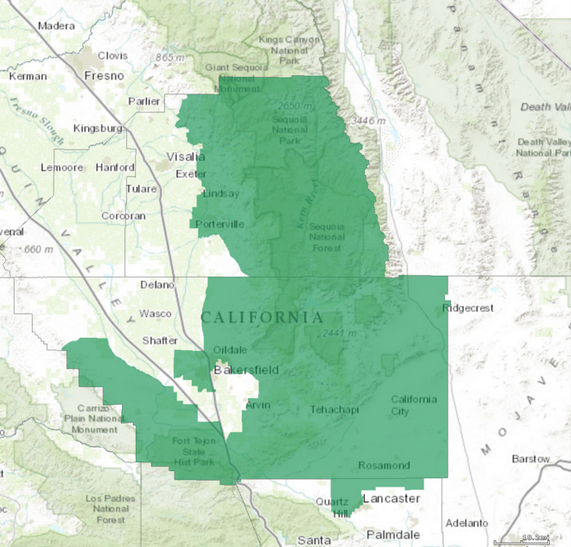 Madera
Kings Canyon
National
Park
Clovis
865 m
Fresno
Kerman
Giant Sequoia
National
Monument
Parlier
2650 m
Death Val
Fresno Slough
Kingsburg
3446 m
Sequoia
National
Park
Death Valley
National Par
Panamint
Range
Visalia
Lemoore
Hanford
Exeter
Tulare
Lindsay
Kern River
Corcoran
Porterville
venal
Sequoia
National
Forest
660 m
QUIN VALLEY
Delano
Ridgecrest
Wasco
CALIFORNIA
2441 m
Shafter
Oildale
Bakersfield
MOJAVE
Carrizo
Plain National
Monument
Arvin
Tehachapi
California
City
Fort Tejon
State
Hist Park
Rosamond
Barstow
Los Padres
National
Forest
Quartz
Hill
Lancaster
Adelanto
Palmdale
Santa